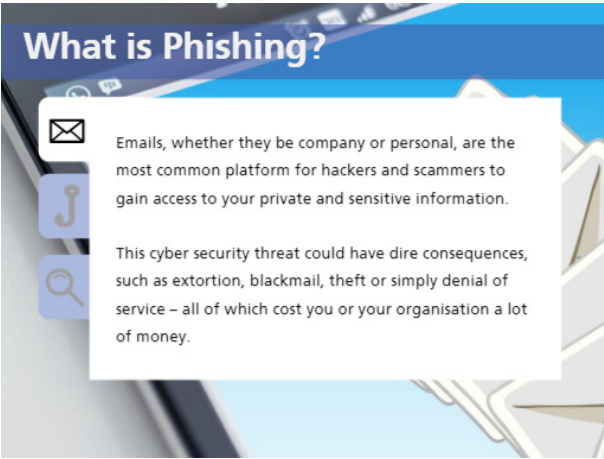 What is Phishing?
Emails, whether they be company or personal, are the
most common platform for hackers and scammers to
gain access to your private and sensitive information.
This cyber security threat could have dire consequences,
such as extortion, blackmail, theft or simply denial of
service – all of which cost you or your organisation a lot
of money.